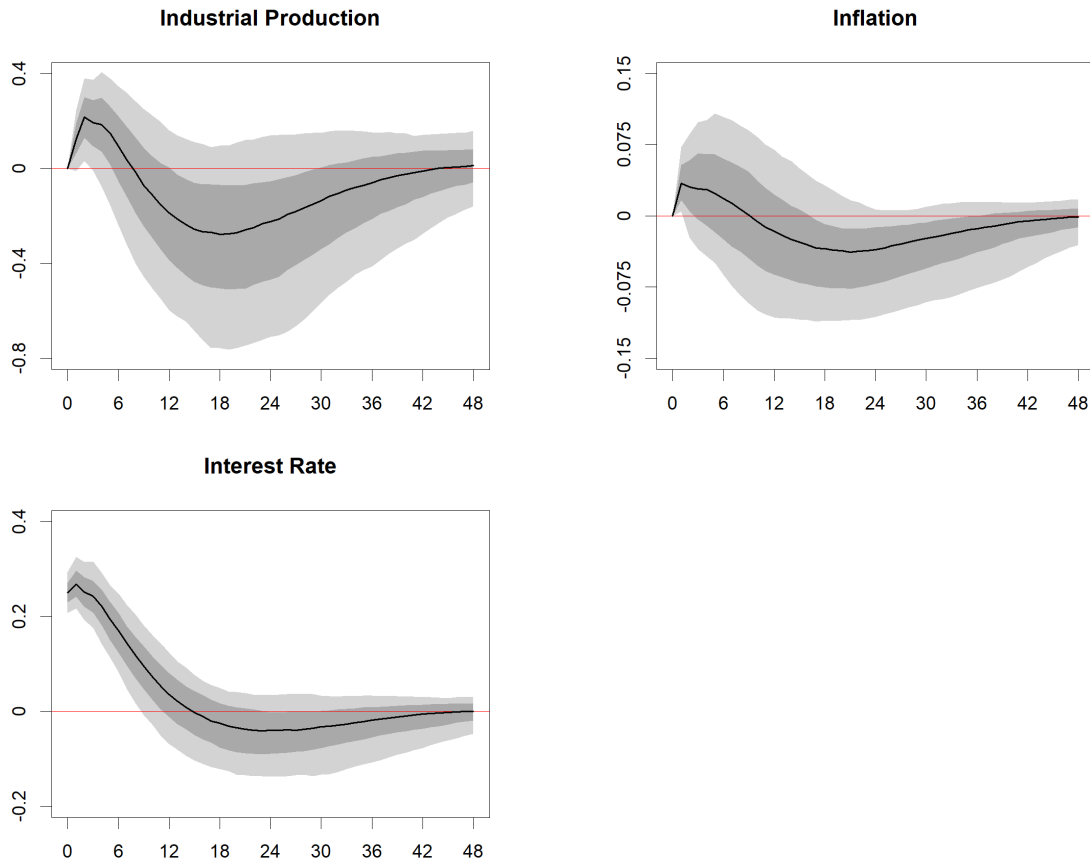 Industrial Production
0.4
0
-0.4
-0.8
0 6 12 18 24 30 36 42 48
Inflation
0.15
0.075
0
-0.075
-0.15
0 6 12 18 24 30 36 42 48
Interest Rate
0.4
0.2
0
-0.2
0 6 12 18 24 30 36 42 48